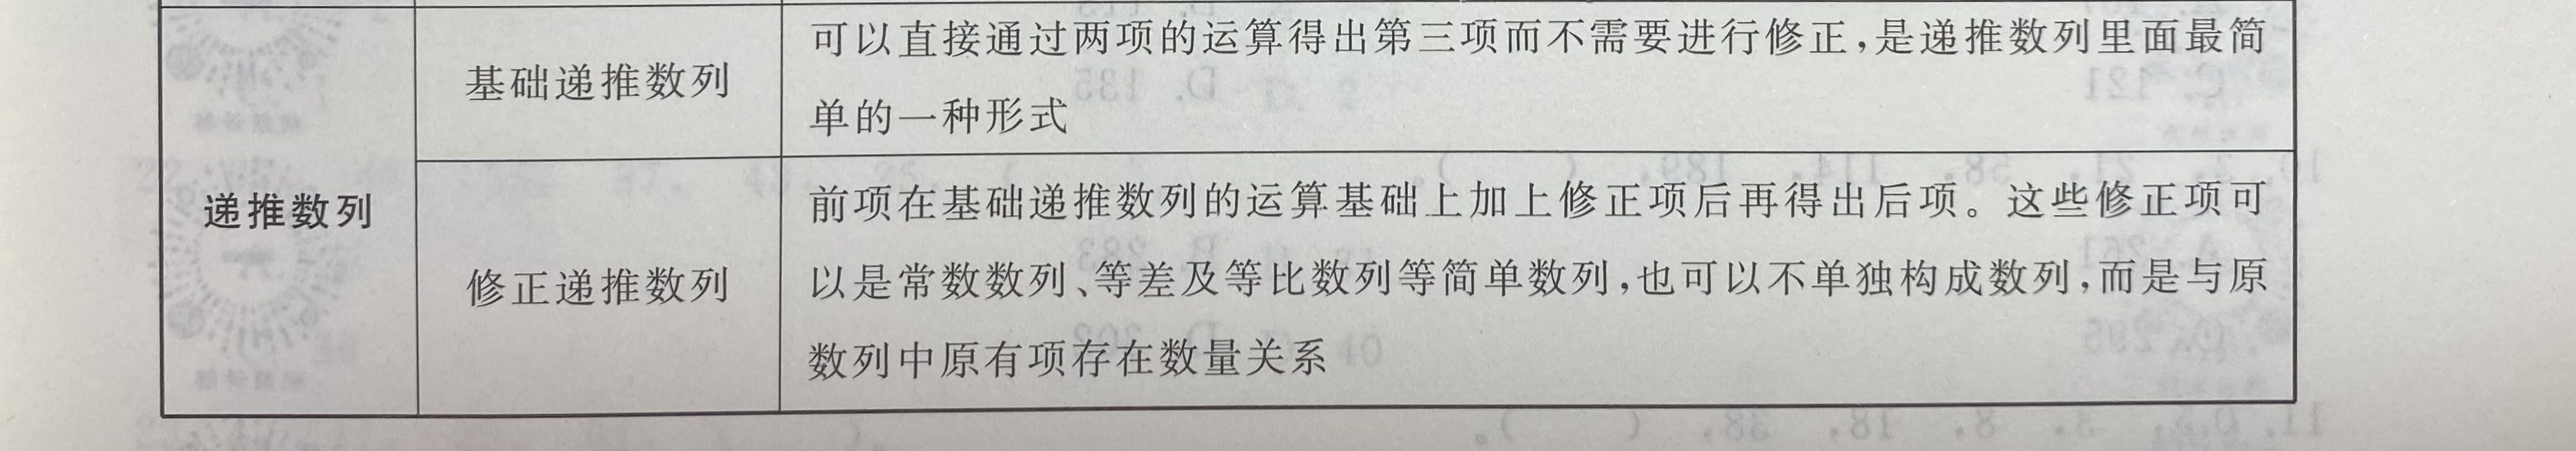 可以直接通过两项的运算得出第三项而不需要进行修正,是递推数列里面最简
基础递推数列
单的一种形式
递推数列
前项在基础递推数列的运算基础上加上修正项后再得出后项。这些修正项可
修正递推数列
以是常数数列、等差及等比数列等简单数列,也可以不单独构成数列,而是与原
数列中原有项存在数量关系